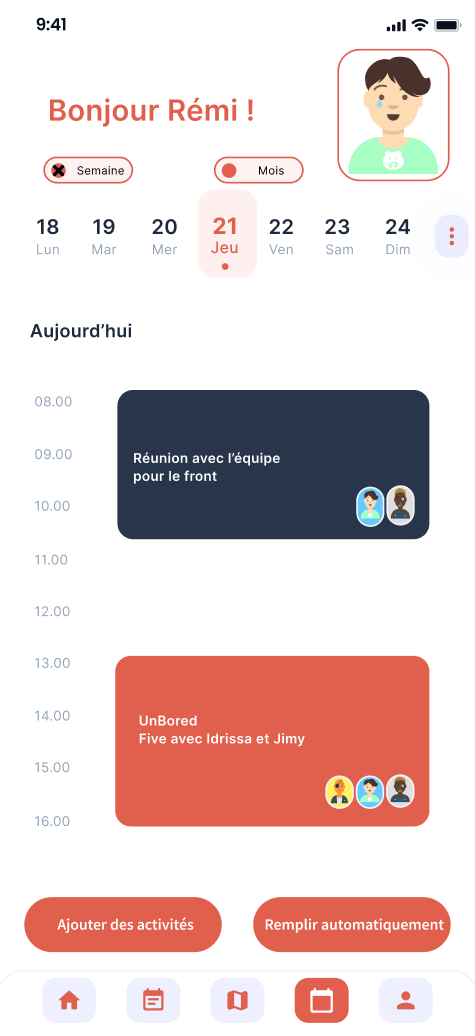 9:41
Bonjour Rémi !
Semaine
Mois
18 19 20 21 22 23 24
Lun Mar Mer Jeu Ven Sam Dim
Aujourd’hui
08.00
09.00
Réunion avec l’équipe
pour le front
10.00
11.00
12.00
13.00
14.00
UnBored
Five avec Idrissa et Jimy
15.00
16.00
Ajouter des activités
Remplir automatiquement